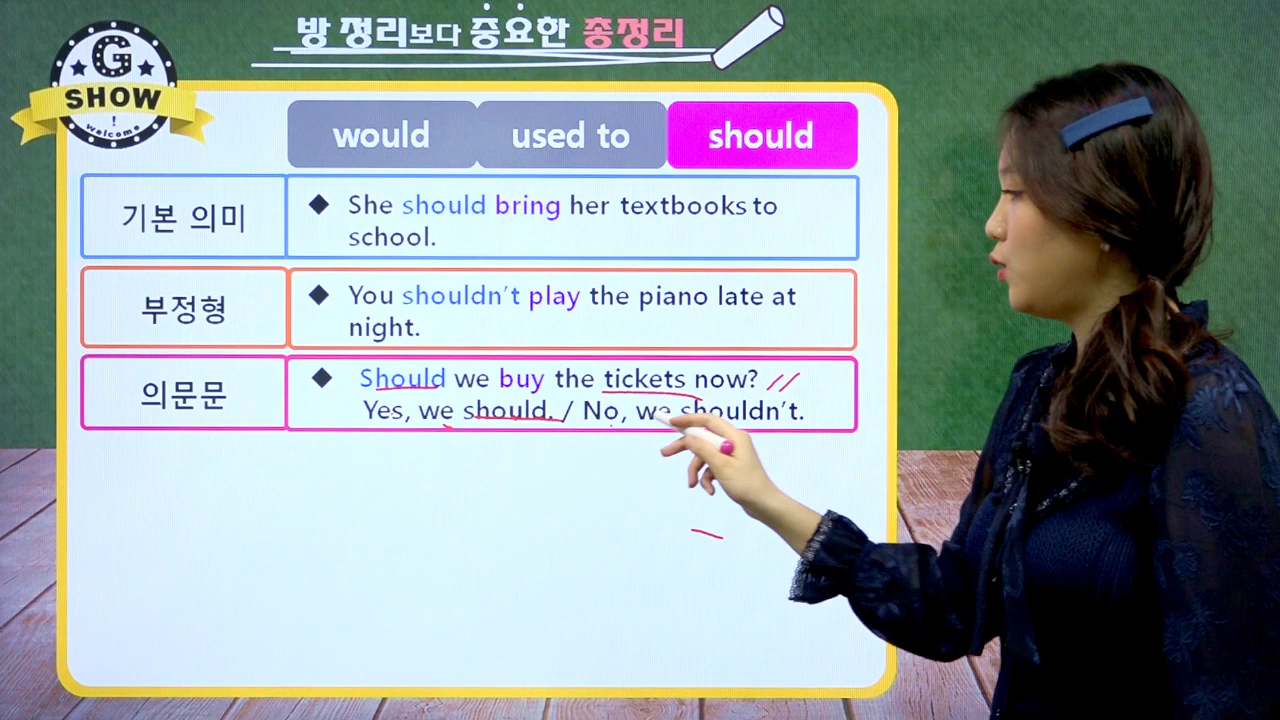 방 정리보다 중요한 총정리
G
SHOW
!
welcome
would used to should
기본 의미
◆ She should bring her textbooks to
school.
부정형
◆ You shouldn't play the piano late at
night.
의문문
◆ Should we buy the tickets now? //
Yes, we should. / No, we shouldn't.